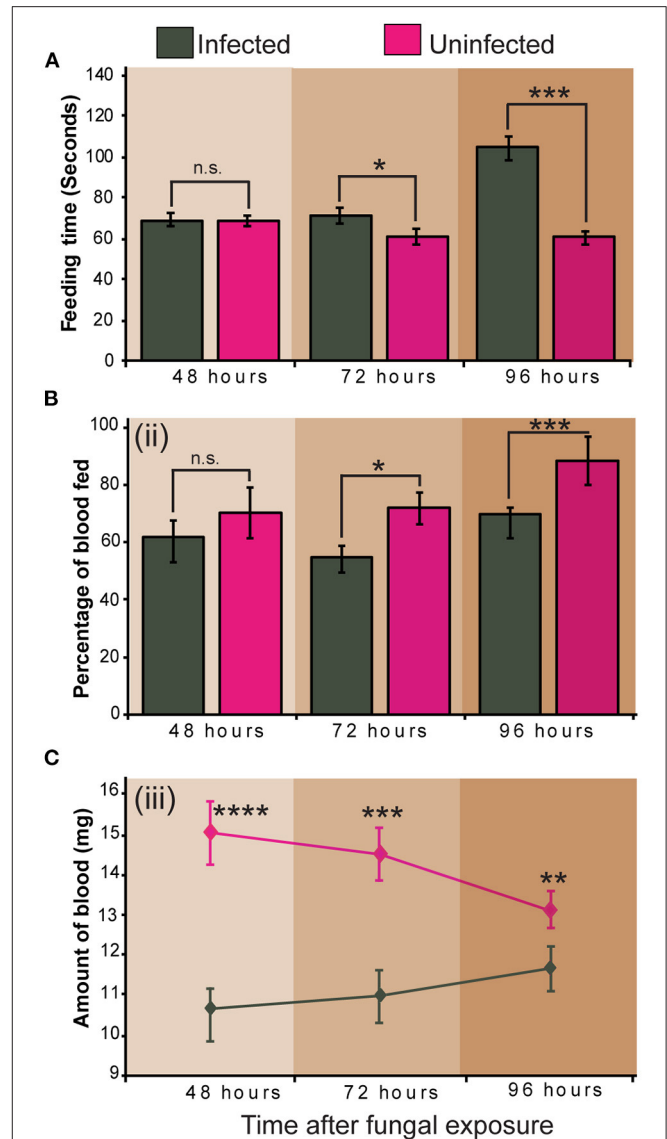 Infected Uninfected
A
Feeding time (Seconds)
140
120
100
80
60
40
20
0
n.s.
*
***
48 hours 72 hours 96 hours
B
(ii)
Percentage of blood fed
100
80
60
40
20
0
n.s.
*
***
48 hours 72 hours 96 hours
C
(iii)
Amount of blood (mg)
16
15
14
13
12
11
10
9
****
***
**
48 hours 72 hours 96 hours
Time after fungal exposure